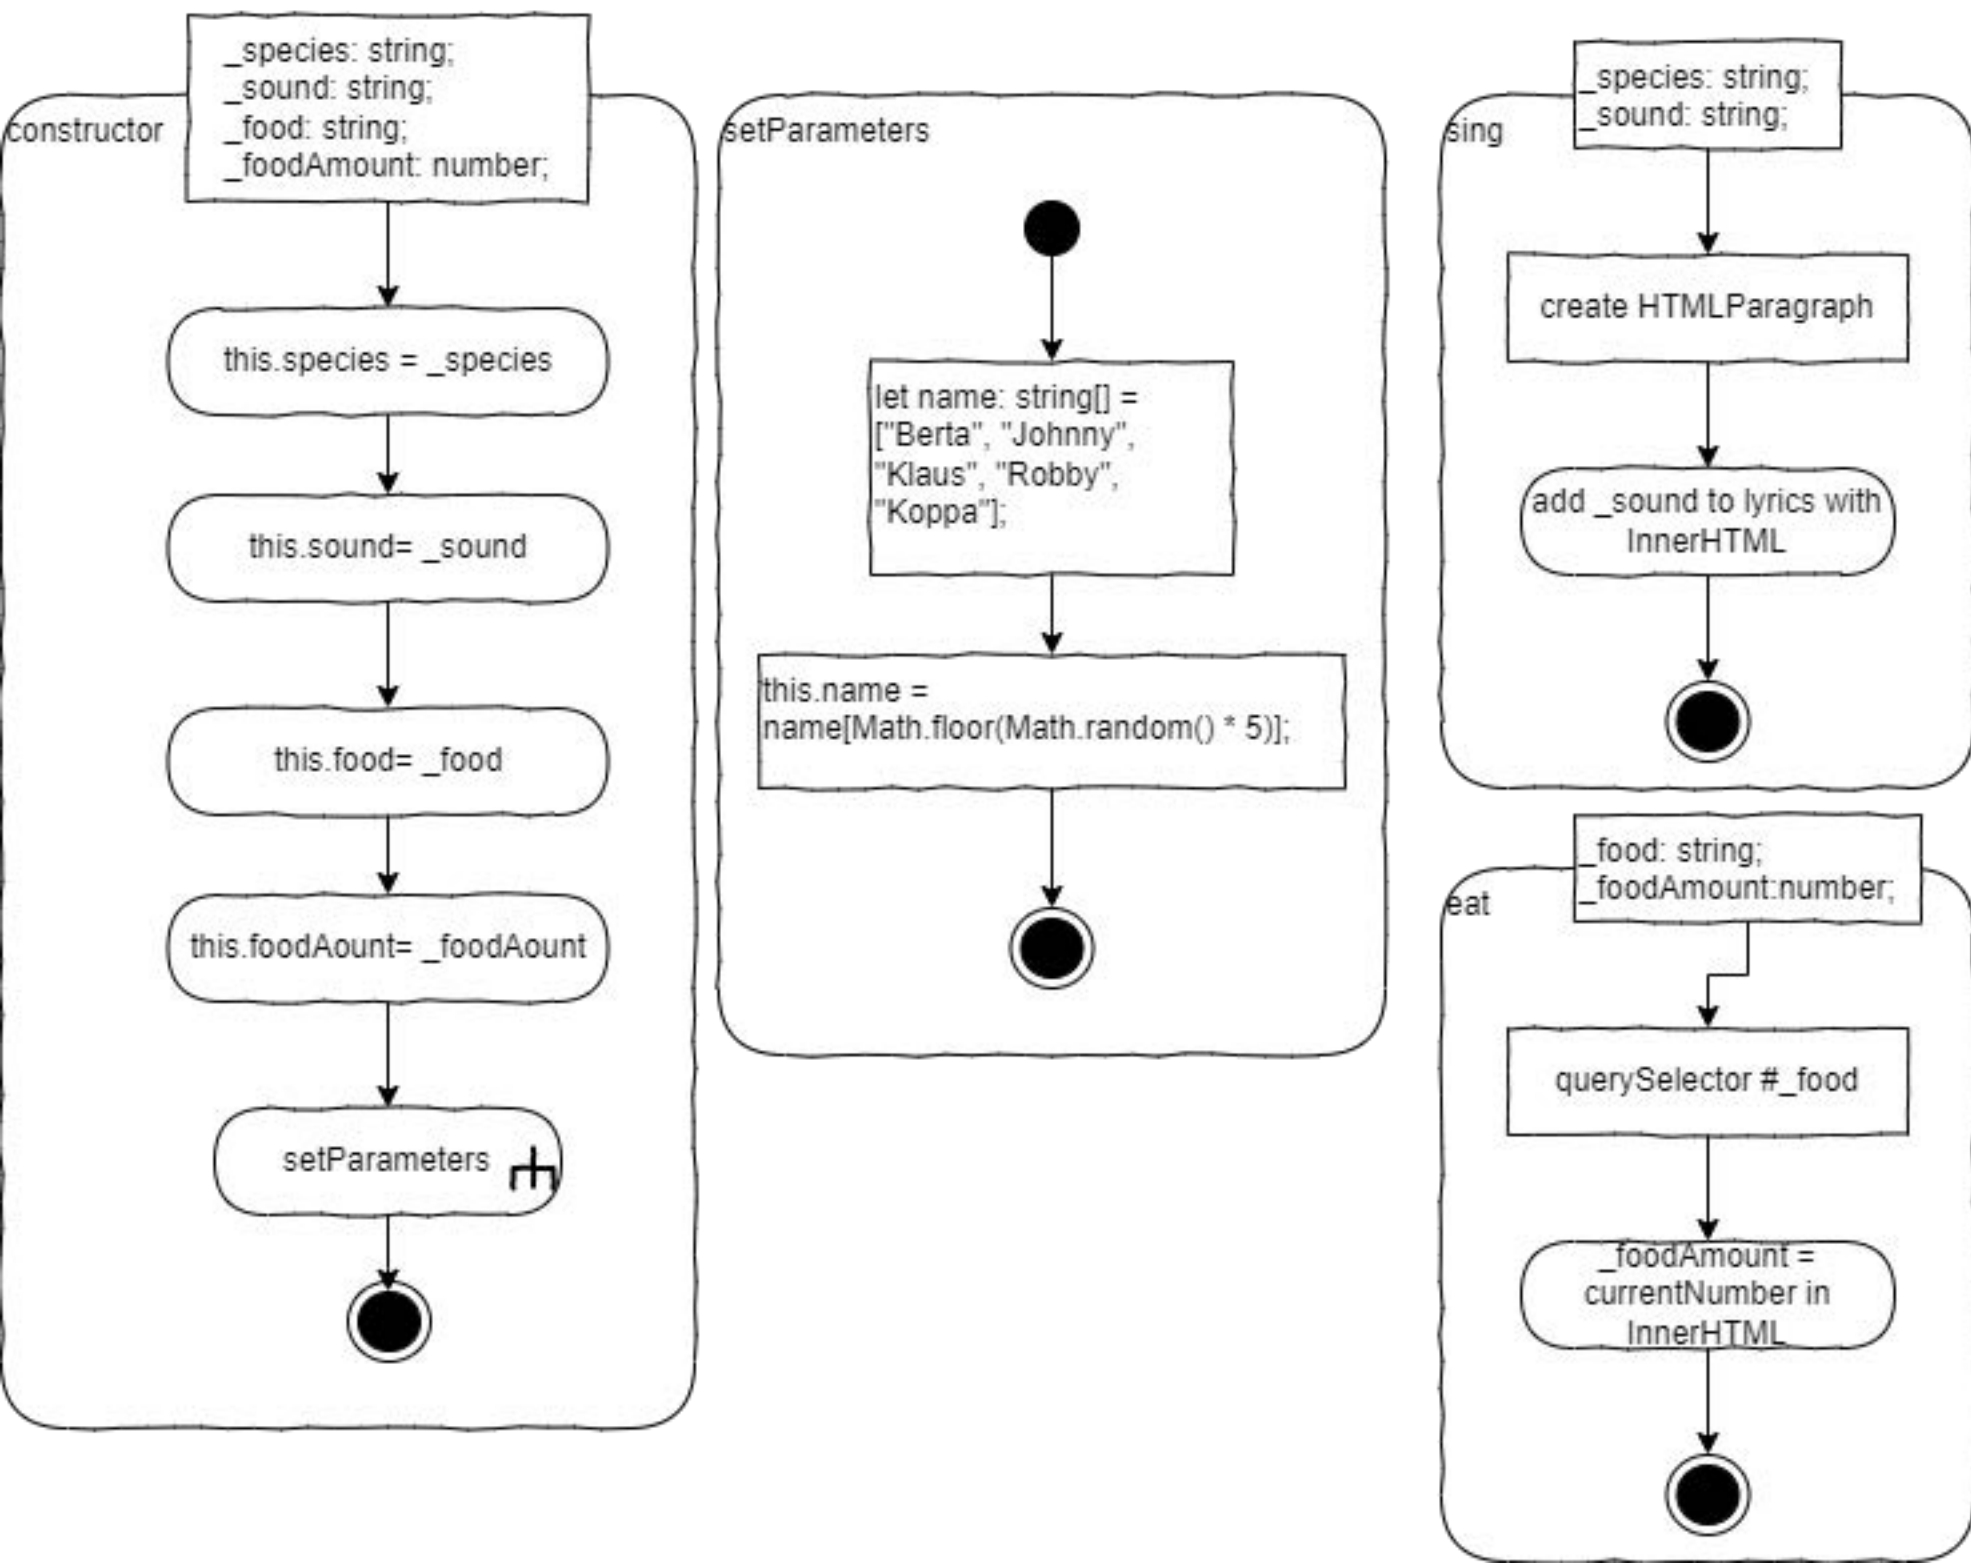 constructor
_species: string;
_sound: string;
_food: string;
_foodAmount: number;
this.species = _species
this.sound= _sound
this.food= _food
this.foodAount= _foodAount
setParameters
setParameters
let name: string[] =
["Berta", "Johnny",
"Klaus", "Robby",
"Koppa"];
this.name =
name[Math.floor(Math.random() * 5)];
sing
_species: string;
_sound: string;
create HTMLParagraph
add _sound to lyrics with
InnerHTML
eat
_food: string;
_foodAmount:number;
querySelector #_food
_foodAmount =
currentNumber in
InnerHTML